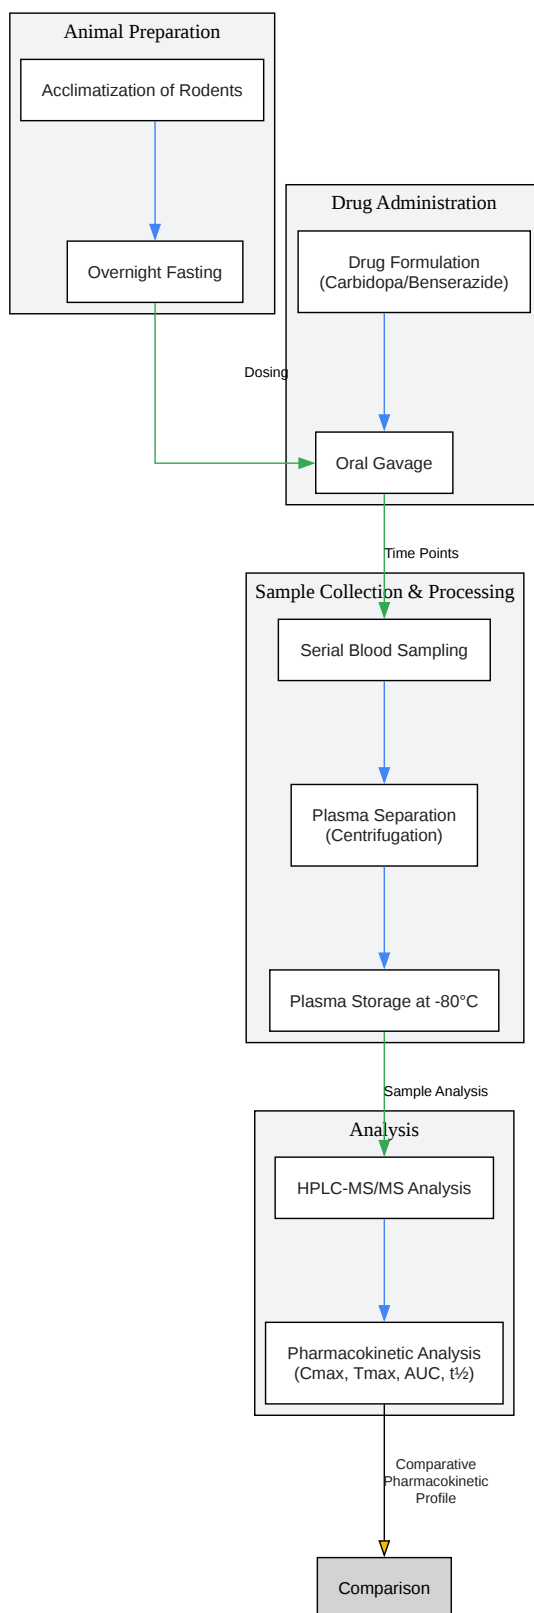 Animal Preparation
Acclimatization of Rodents
Overnight Fasting
Drug Administration
Drug Formulation
(Carbidopa/Benserazide)
Dosing
Oral Gavage
Time Points
Sample Collection & Processing
Serial Blood Sampling
Plasma Separation
(Centrifugation)
Plasma Storage at -80°C
Sample Analysis
Analysis
HPLC-MS/MS Analysis
Pharmacokinetic Analysis
(Cmax, Tmax, AUC, t½)
Comparative
Pharmacokinetic
Profile
Comparison